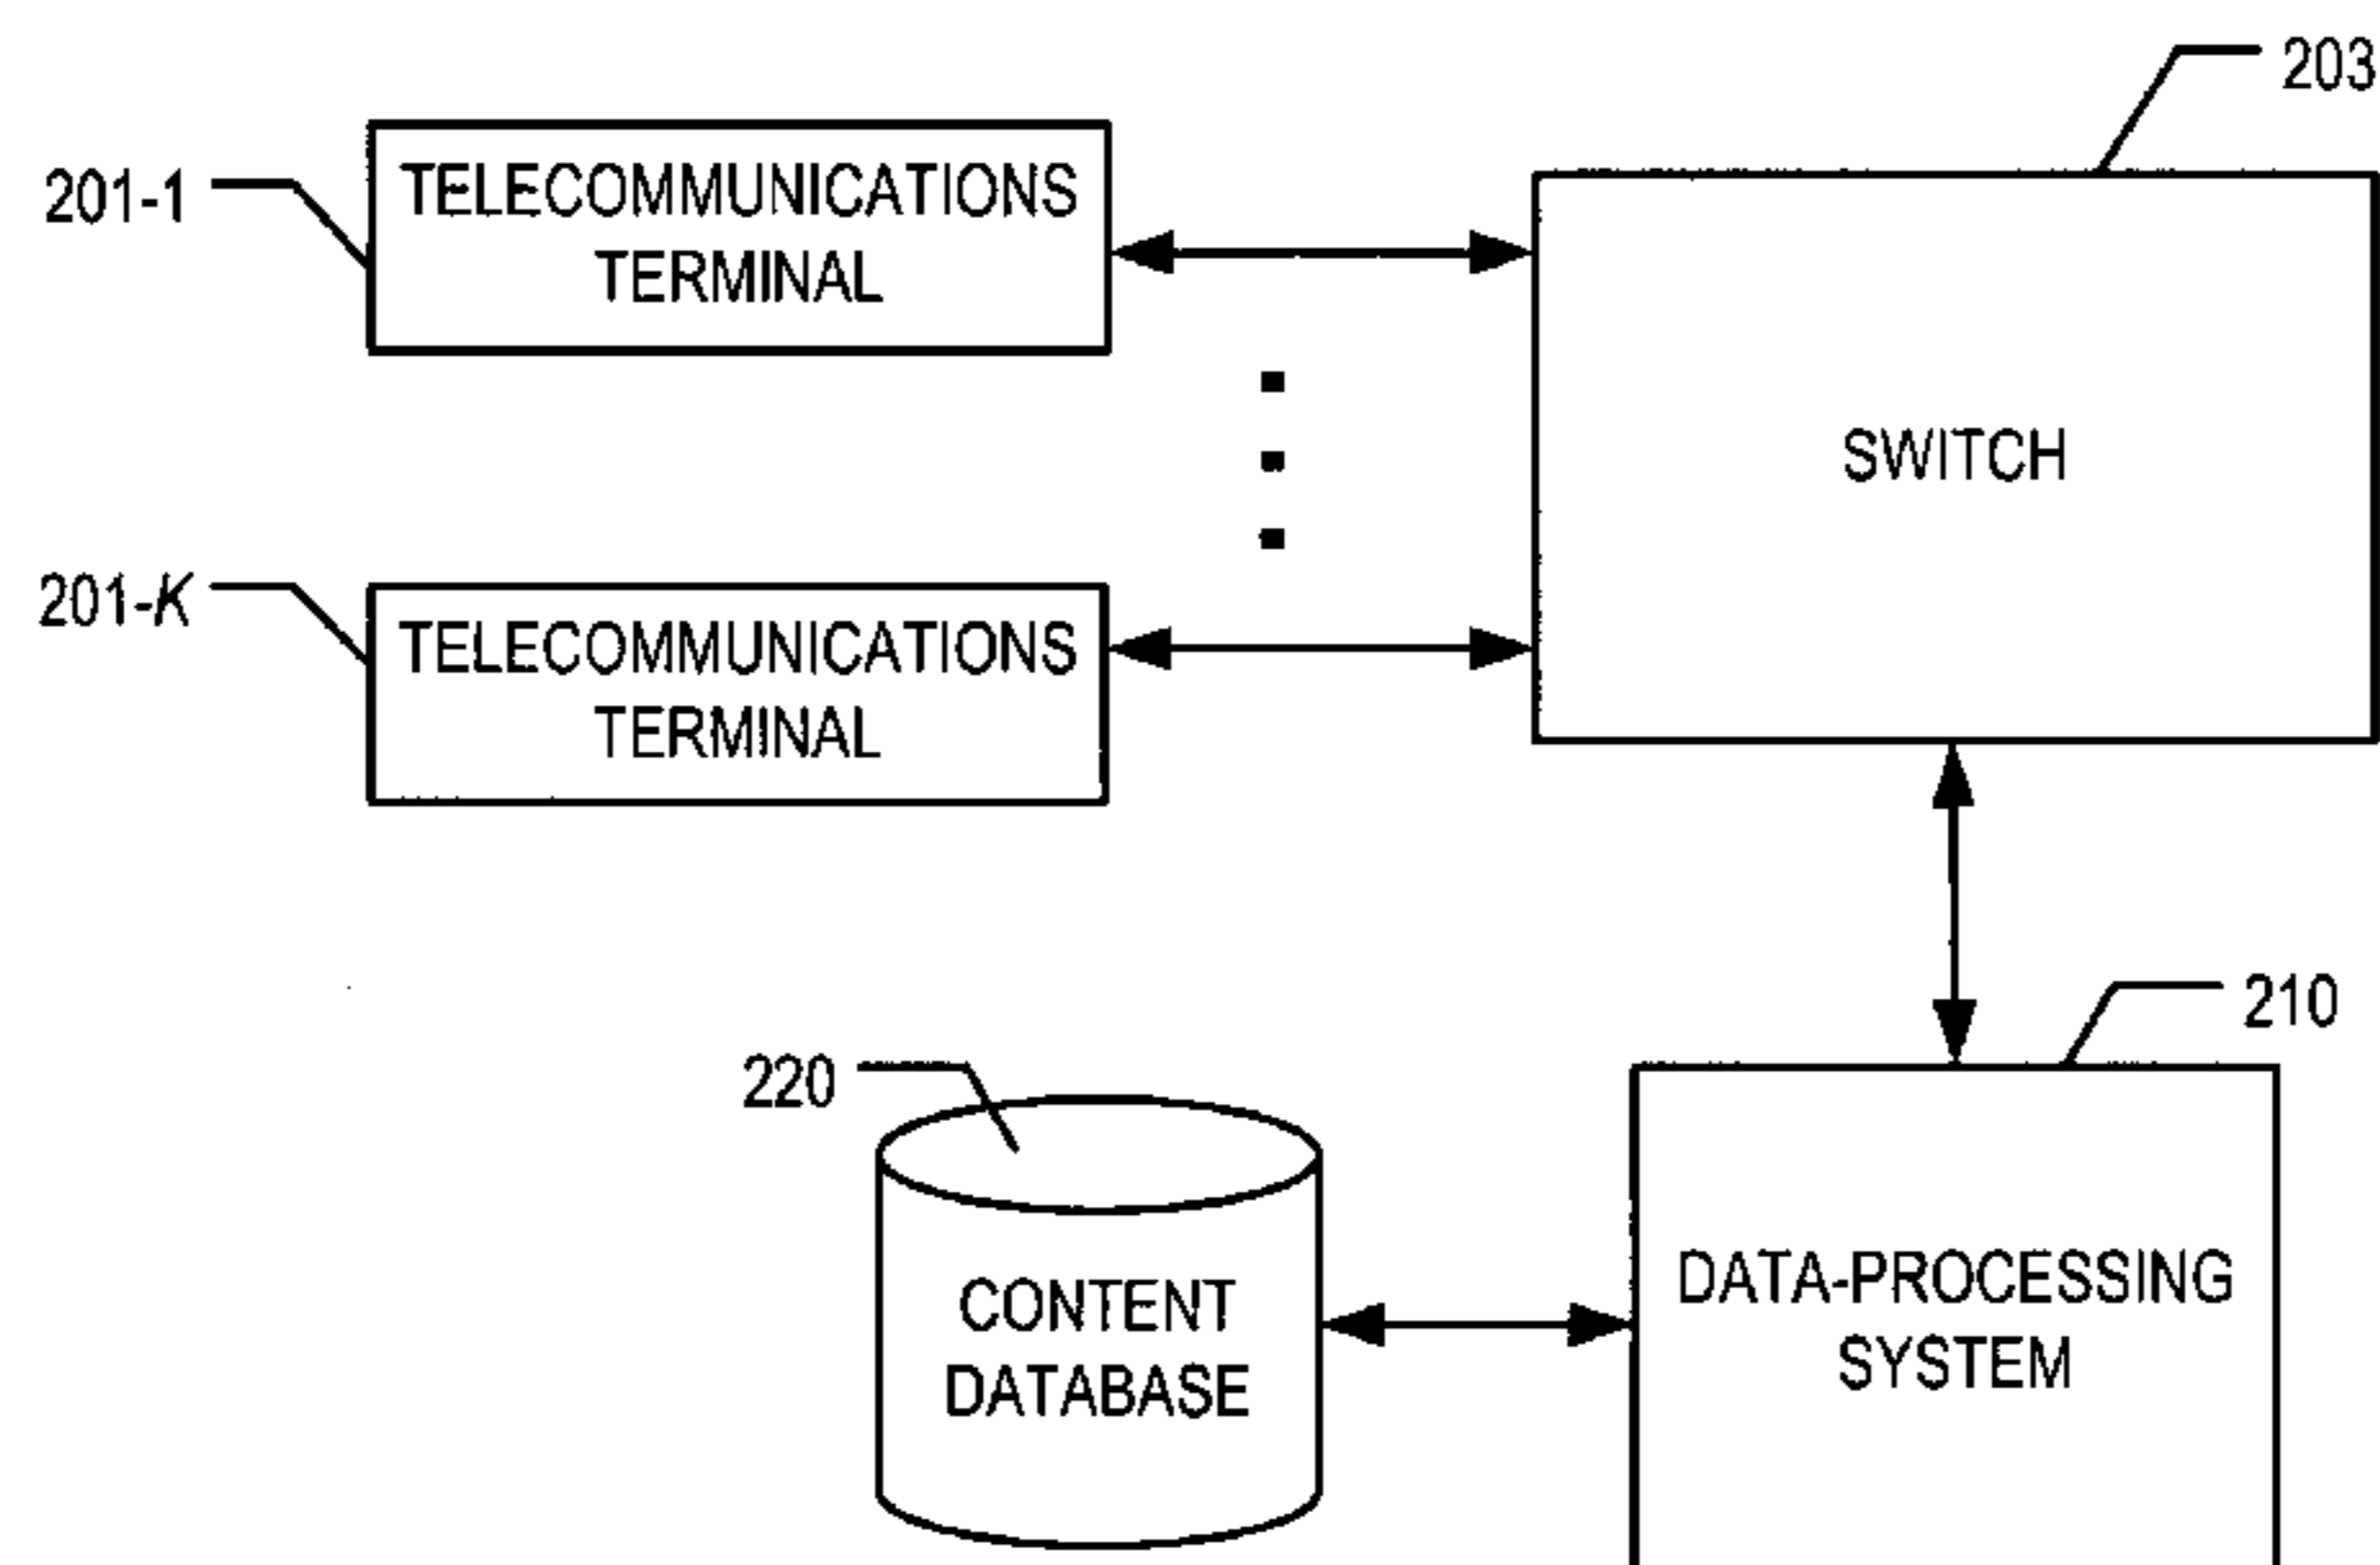 203
201-1
TELECOMMUNICATIONS
TERMINAL
SWITCH
201-K
TELECOMMUNICATIONS
TERMINAL
210
220
CONTENT
DATABASE
DATA-PROCESSING
SYSTEM